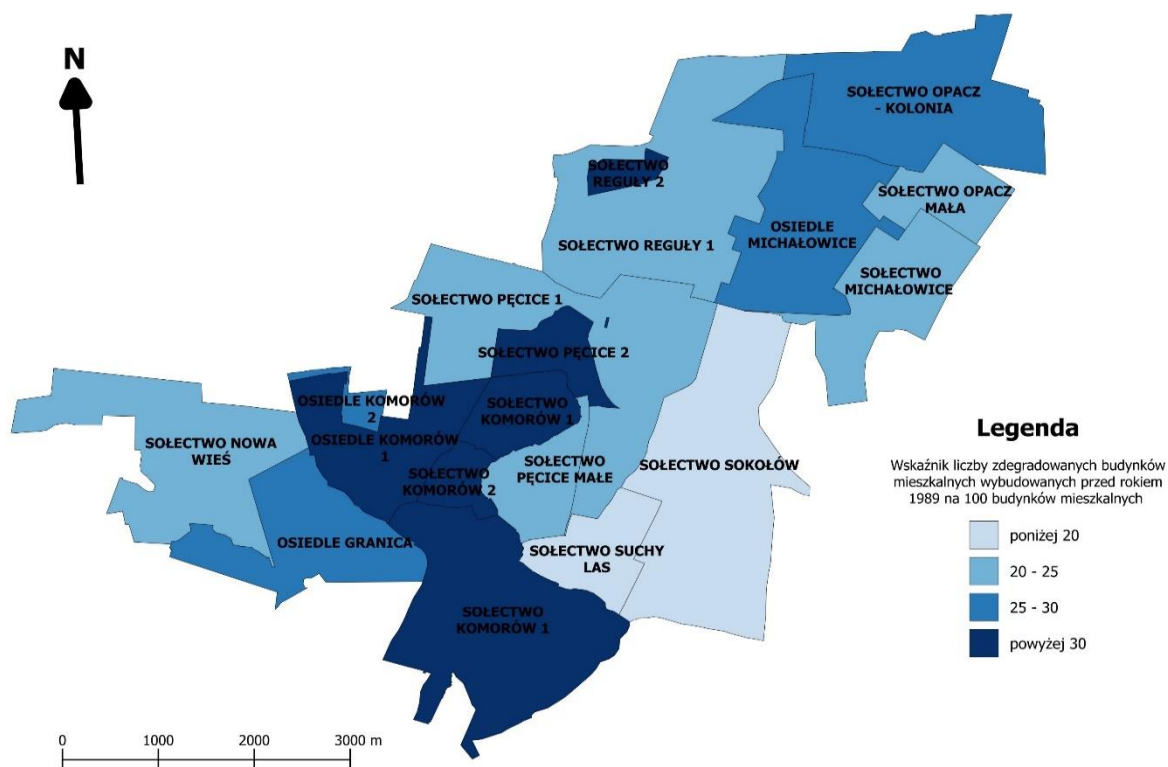 N
SOŁECTWO OPACZ
- KOLONIA
SOŁECTWO
REGUŁY 2
SOŁECTWO OPACZ
MAŁA
OSIEDLE
MICHAŁOWICE
SOŁECTWO REGUŁY 1
SOŁECTWO
MICHAŁOWICE
SOŁECTWO PĘCICE 1
SOŁECTWO PĘCICE 2
OSIEDLE KOMORÓW
2
SOŁECTWO
KOMORÓW 1
SOŁECTWO NOWA
WIEŚ
OSIEDLE KOMORÓW
1
SOŁECTWO
KOMORÓW 2
SOŁECTWO
PĘCICE MAŁE
SOŁECTWO SOKOŁÓW
OSIEDLE GRANICA
SOŁECTWO SUCHY
LAS
SOŁECTWO
KOMORÓW 1
Legenda
Wskaźnik liczby zdegradowanych budynków
mieszkalnych wybudowanych przed rokiem
1989 na 100 budynków mieszkalnych
poniżej 20
20 - 25
25 - 30
powyżej 30
0 1000 2000 3000 m